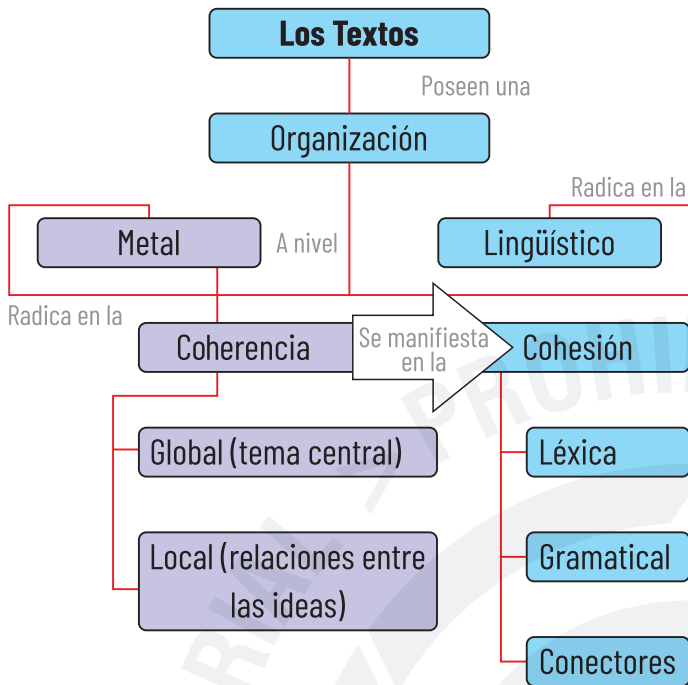 Los Textos
Poseen una
Organización
Radica en la
Metal
A nivel
Lingüístico
Radica en la
Coherencia
Se manifiesta
en la
Cohesión
Global (tema central)
Léxica
Local (relaciones entre
las ideas)
Gramatical
Conectores